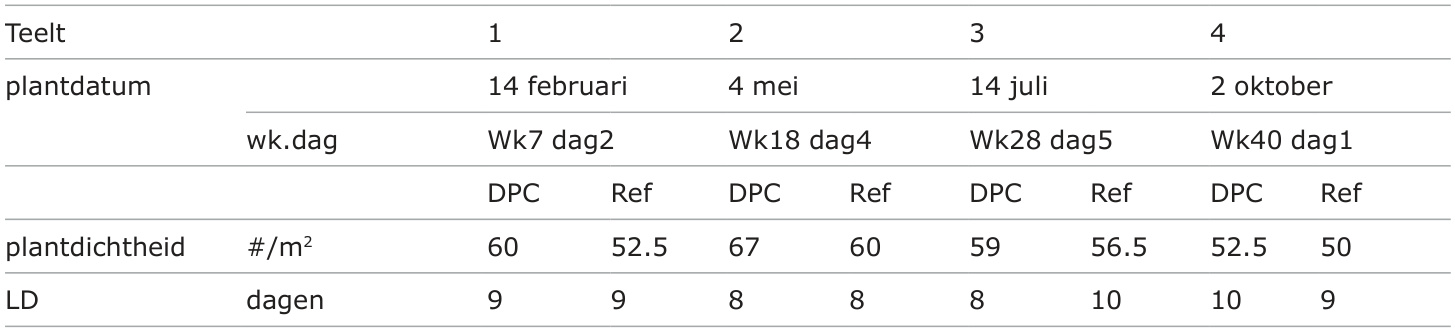 Teelt 1 2 3 4
plantdatum 14 februari 4 mei 14 juli 2 oktober
wk.dag Wk7 dag2 Wk18 dag4 Wk28 dag5 Wk40 dag1
DPC Ref DPC Ref DPC Ref DPC Ref
plantdichtheid #/m² 60 52.5 67 60 59 56.5 52.5 50
LD dagen 9 9 8 8 8 10 10 9